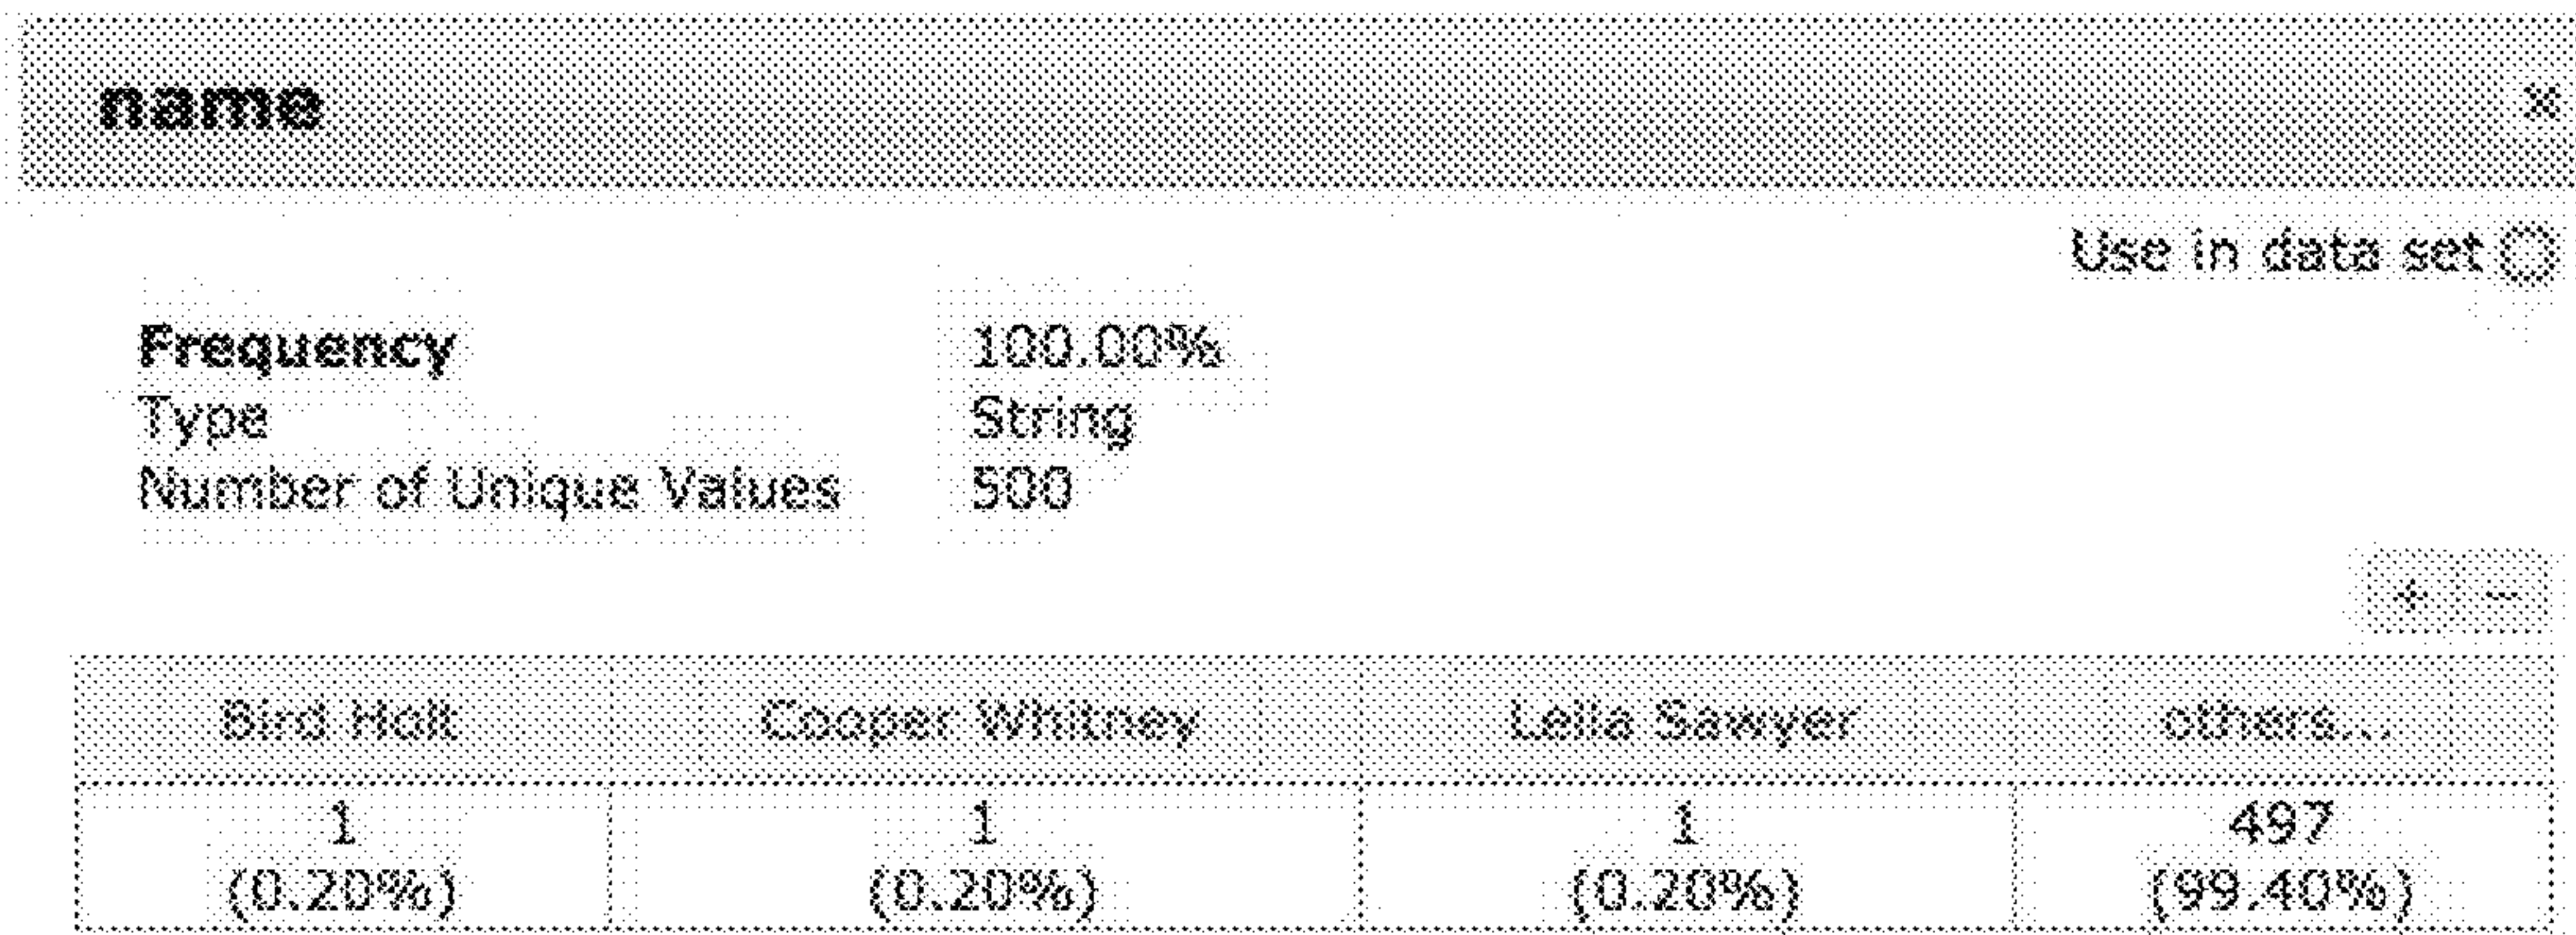 name ×
Use in data set
Frequency 100.00%
Type String
Number of Unique Values 500
+ −
Bird Holt Cooper Whitney Leila Sawyer others...
1 1 1 497
(0.20%) (0.20%) (0.20%) (99.40%)